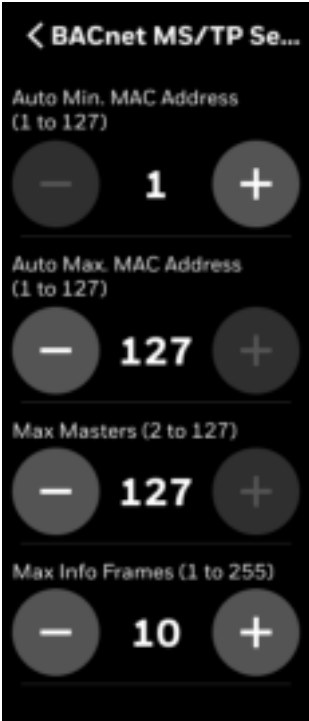 < BACnet MS/TP Se...
Auto Min. MAC Address
(1 to 127)
− 1 +
Auto Max. MAC Address
(1 to 127)
− 127 +
Max Masters (2 to 127)
− 127 +
Max Info Frames (1 to 255)
− 10 +